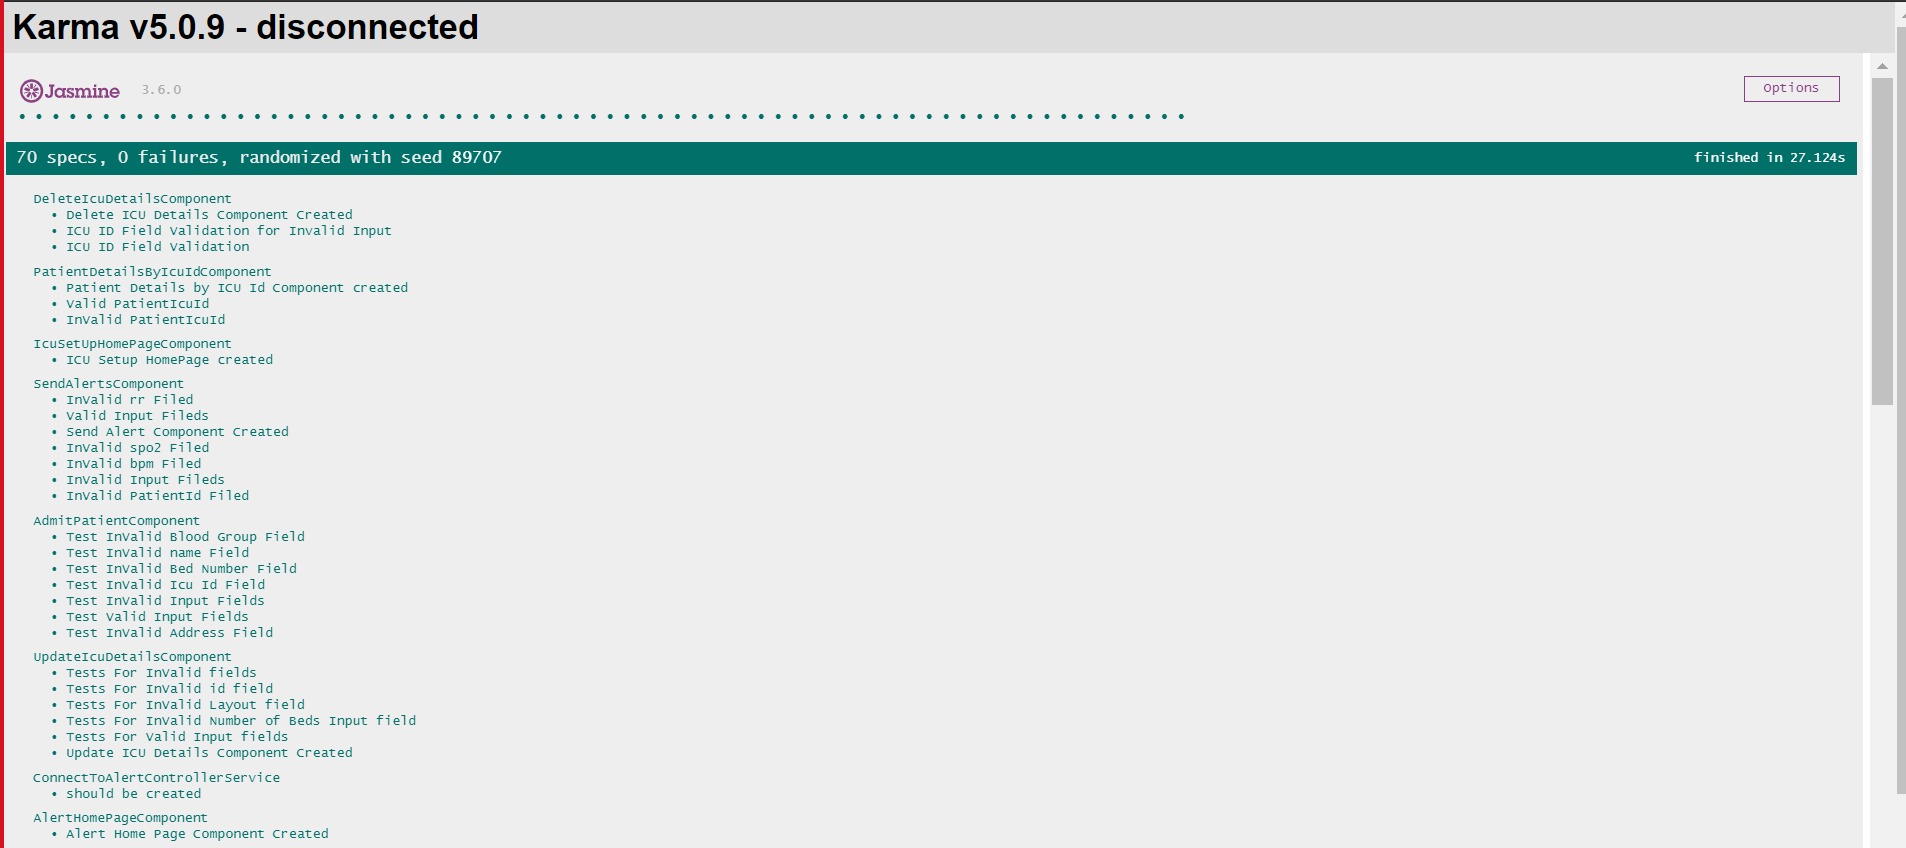 Karma v5.0.9 - disconnected
Jasmine 3.6.0
Options
70 specs, 0 failures, randomized with seed 89707
finished in 27.124s
DeleteIcuDetailsComponent
• Delete ICU Details Component Created
• ICU ID Field Validation for Invalid Input
• ICU ID Field Validation
PatientDetailsByIcuIdComponent
• Patient Details by ICU Id Component created
• Valid PatientIcuId
• InValid PatientIcuId
IcuSetUpHomePageComponent
• ICU Setup HomePage created
SendAlertsComponent
• InValid rr Filed
• Valid Input Fileds
• Send Alert Component Created
• InValid spo2 Filed
• InValid bpm Filed
• InValid Input Fileds
• InValid PatientId Filed
AdmitPatientComponent
• Test InValid Blood Group Field
• Test InValid name Field
• Test InValid Bed Number Field
• Test InValid Icu Id Field
• Test InValid Input Fields
• Test Valid Input Fields
• Test InValid Address Field
UpdateIcuDetailsComponent
• Tests For InValid fields
• Tests For InValid id field
• Tests For InValid Layout field
• Tests For InValid Number of Beds Input field
• Tests For Valid Input fields
• Update ICU Details Component Created
ConnectToAlertControllerService
• should be created
AlertHomePageComponent
• Alert Home Page Component Created